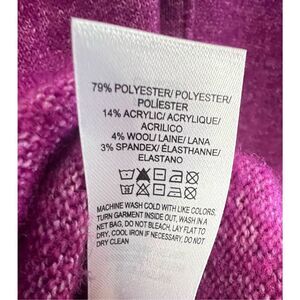 79% POLYESTER/ POLYESTER/
POLÍESTER
14% ACRYLIC/ ACRYLIQUE/
ACRILICO
4% WOOL/ LAINE/ LANA
3% SPANDEX/ ÉLASTHANNE/
ELASTANO
MACHINE WASH COLD WITH LIKE COLORS,
TURN GARMENT INSIDE OUT, WASH IN A
NET BAG, DO NOT BLEACH, LAY FLAT TO
DRY, COOL IRON IF NECESSARY, DO NOT
DRY CLEAN